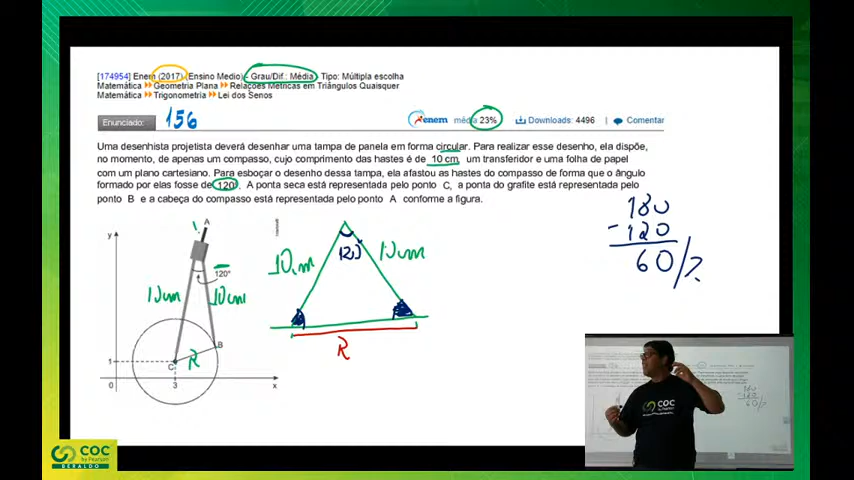 [174954] Enem (2017) (Ensino Medio) - Grau/Dif.: Média - Tipo: Múltipla escolha
Matemática Geometria Plana Relações Métricas em Triângulos Quaisquer
Matemática Trigonometria Lei dos Senos
Enunciado: 156 enem média 23% Downloads: 4496 Comentar
Uma desenhista projetista deverá desenhar uma tampa de panela em forma circular. Para realizar esse desenho, ela dispõe,
no momento, de apenas um compasso, cujo comprimento das hastes é de 10 cm, um transferidor e uma folha de papel
com um plano cartesiano. Para esboçar o desenho dessa tampa, ela afastou as hastes do compasso de forma que o ângulo
formado por elas fosse de 120°. A ponta seca está representada pelo ponto C, a ponta do grafite está representada pelo
ponto B e a cabeça do compasso está representada pelo ponto A conforme a figura.
180
- 120
60/2
A
y
120°
10cm 10cm
B
C R
1
0 3 x
120°
10cm 10cm
R
COC
by Pearson
COC
by Pearson
BERALDO